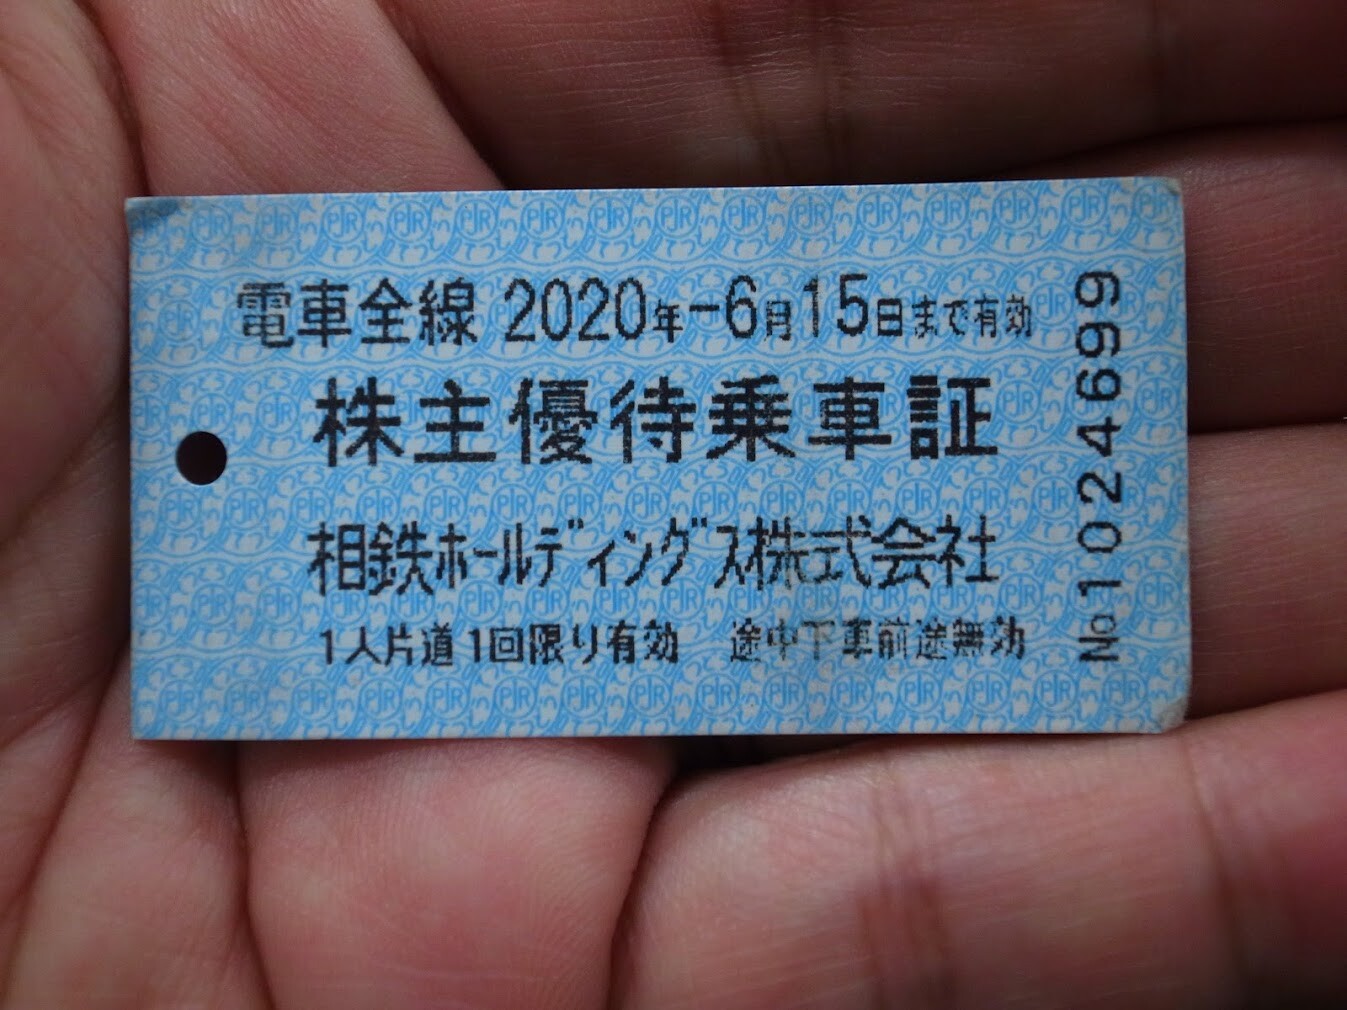 電車全線 2020年-6月15日まで有効
株主優待乗車証
相鉄ホールディングス株式会社
1人片道1回限り有効 途中下車前途無効
№1024699